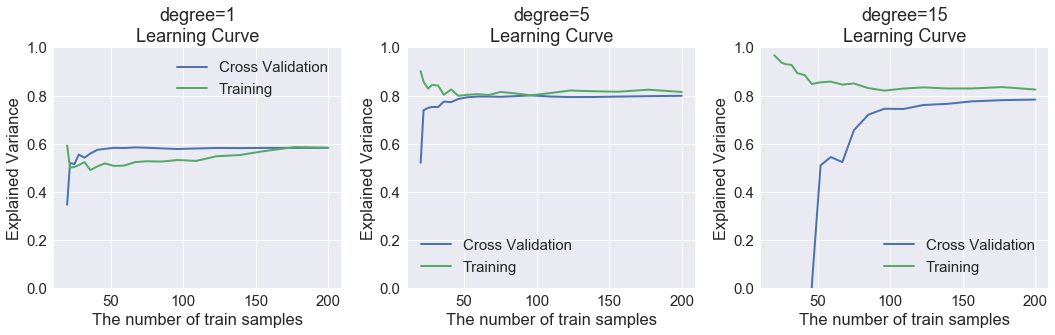 degree=1
Learning Curve
1.0
0.8
0.6
0.4
0.2
0.0
Explained Variance
Cross Validation
Training
50
100
150
200
The number of train samples
degree=5
Learning Curve
1.0
0.8
0.6
0.4
0.2
0.0
Explained Variance
Cross Validation
Training
50
100
150
200
The number of train samples
degree=15
Learning Curve
1.0
0.8
0.6
0.4
0.2
0.0
Explained Variance
Cross Validation
Training
50
100
150
200
The number of train samples